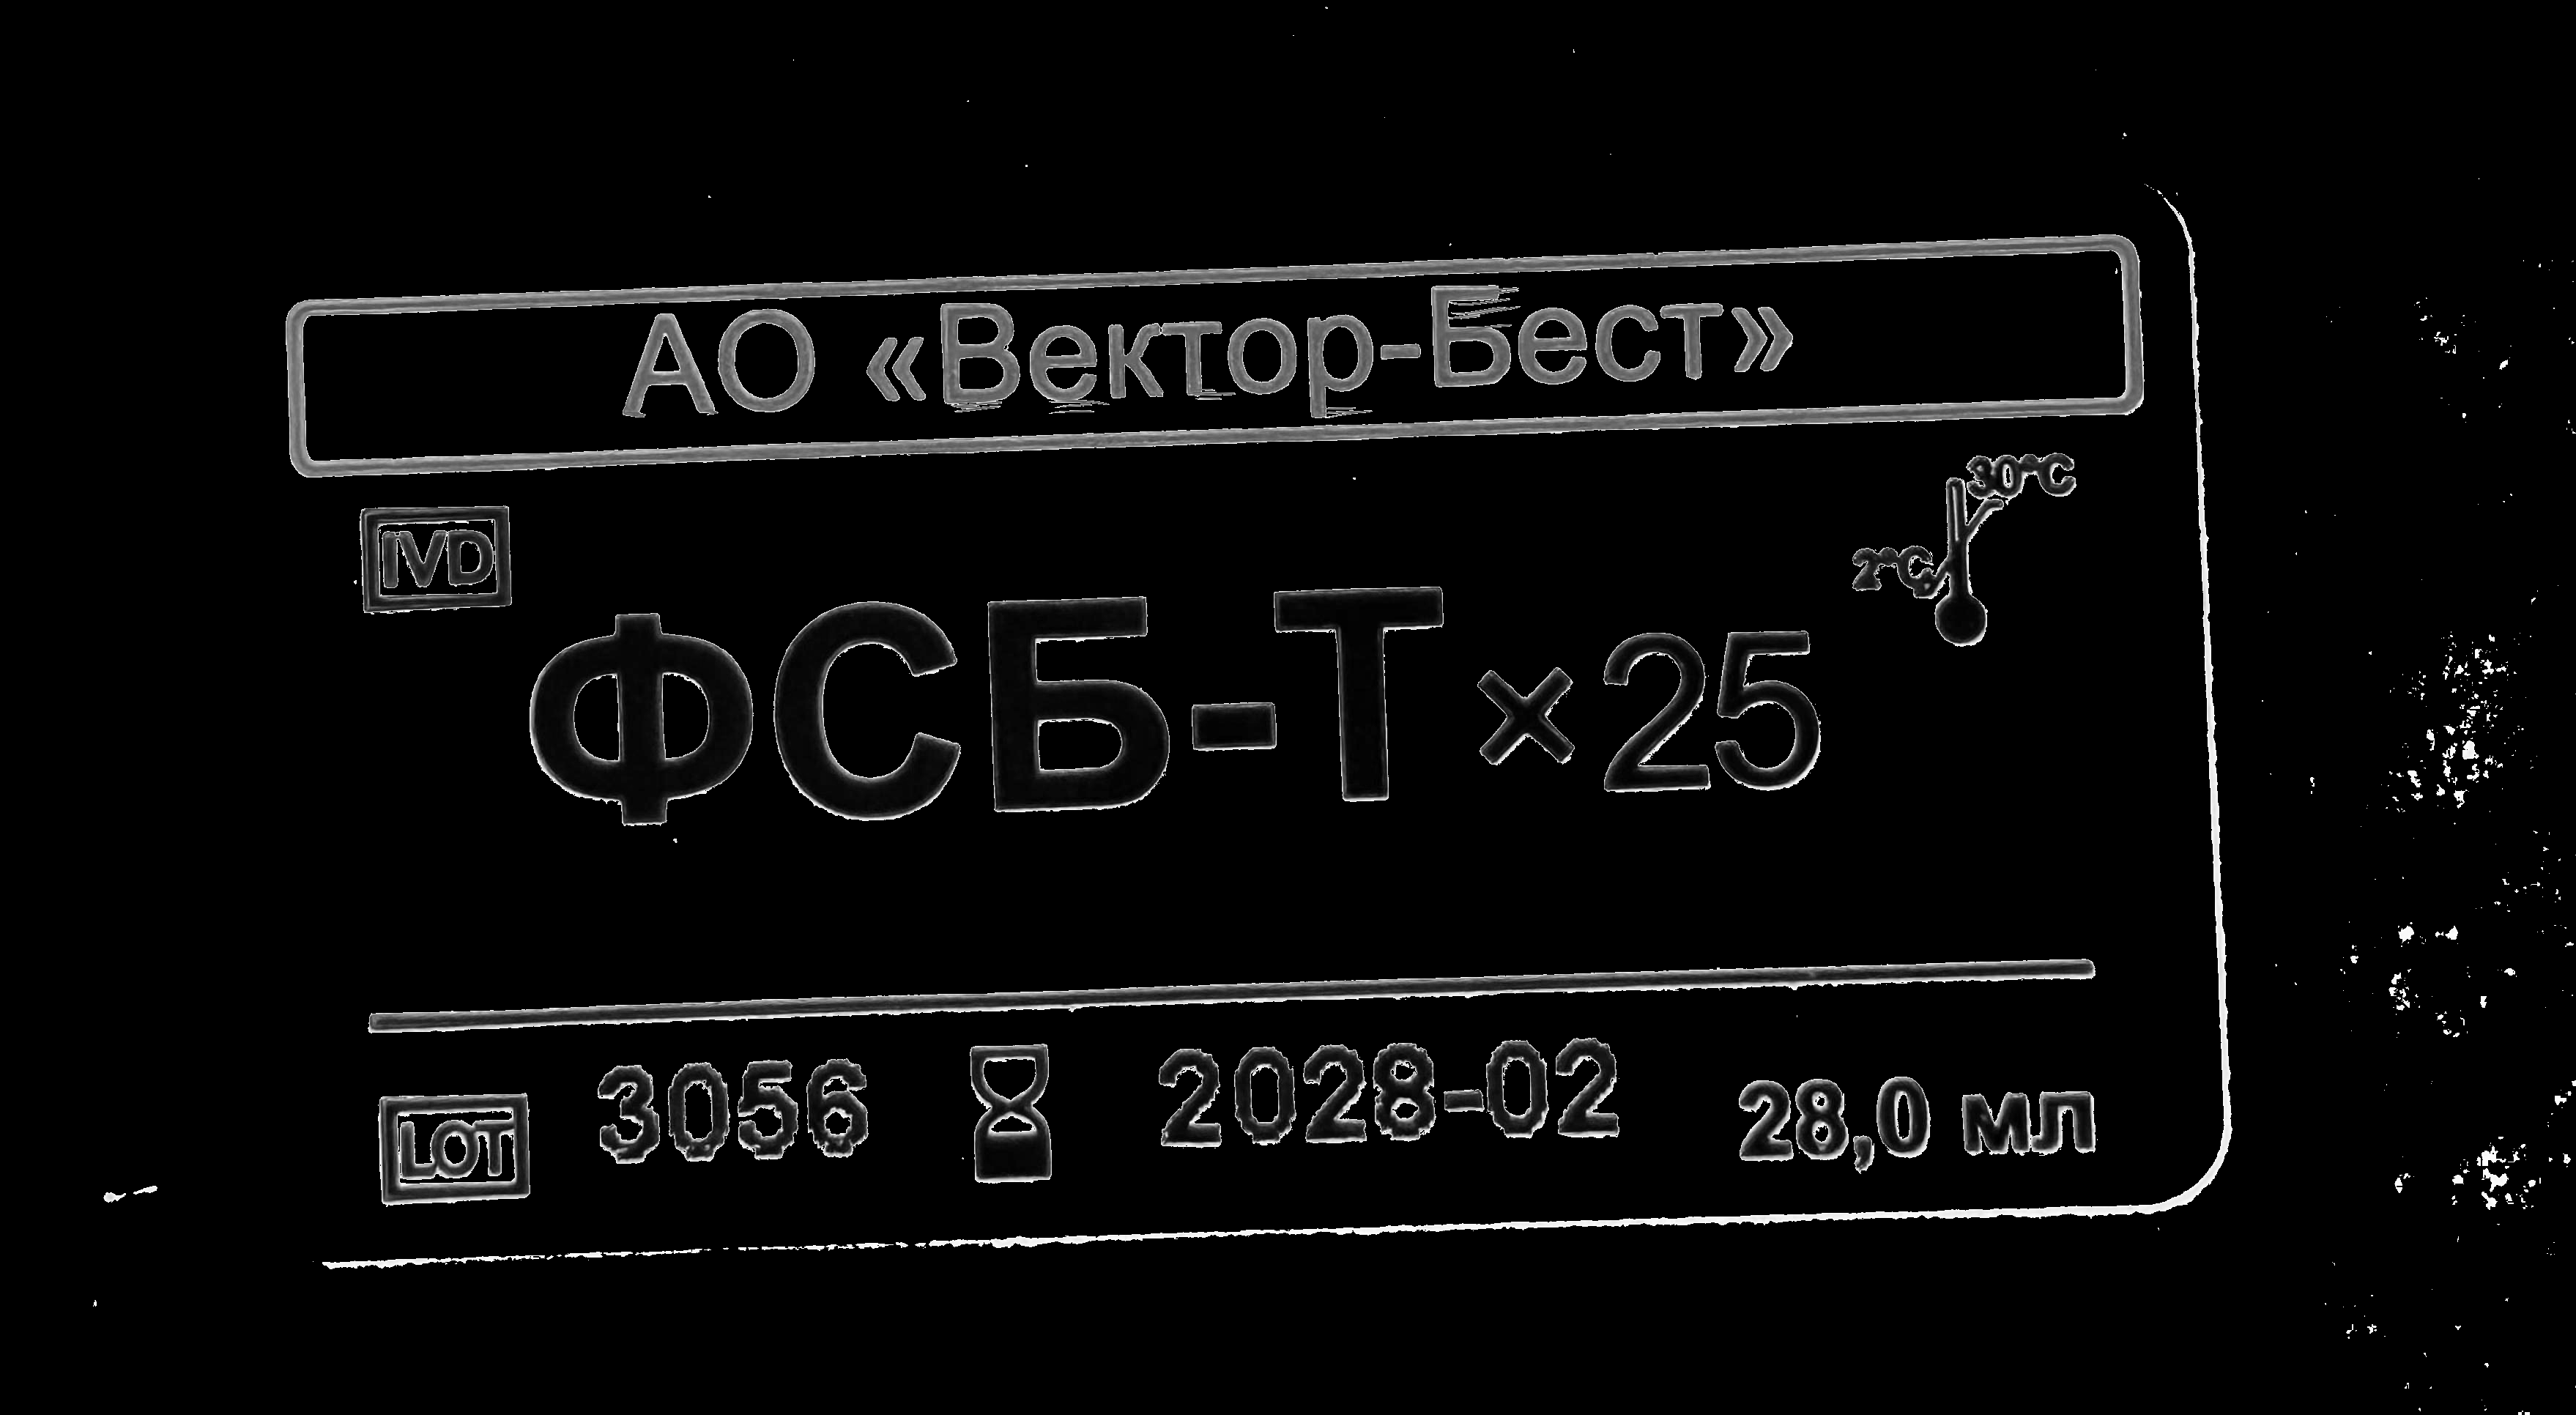 АО «Вектор-Бест»
30°C
IVD
2°C
ФСБ-Т ×25
LOT 3056 2028-02 28,0 мл